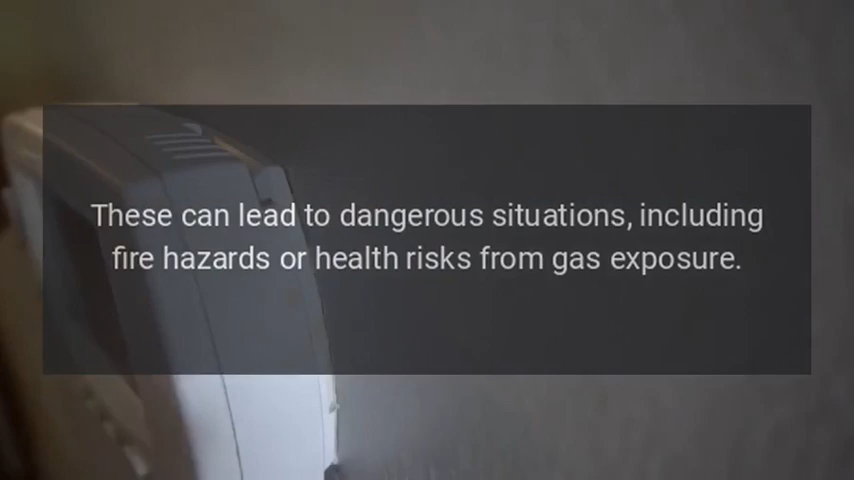 These can lead to dangerous situations, including
fire hazards or health risks from gas exposure.